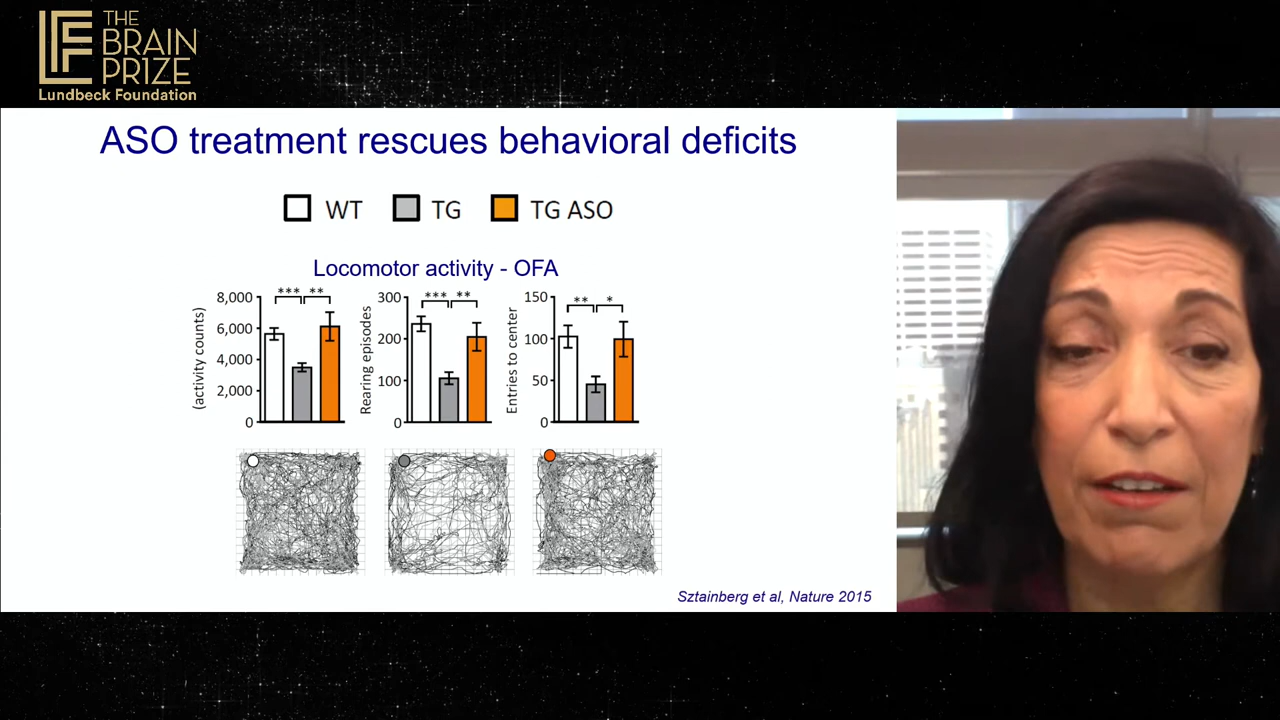 THE
BRAIN
PRIZE
Lundbeck Foundation
ASO treatment rescues behavioral deficits
WT TG TG ASO
Locomotor activity - OFA
(activity counts)
8,000
6,000
4,000
2,000
0
*** **
Rearing episodes
300
200
100
0
*** **
Entries to center
150
100
50
0
** *
Sztainberg et al, Nature 2015